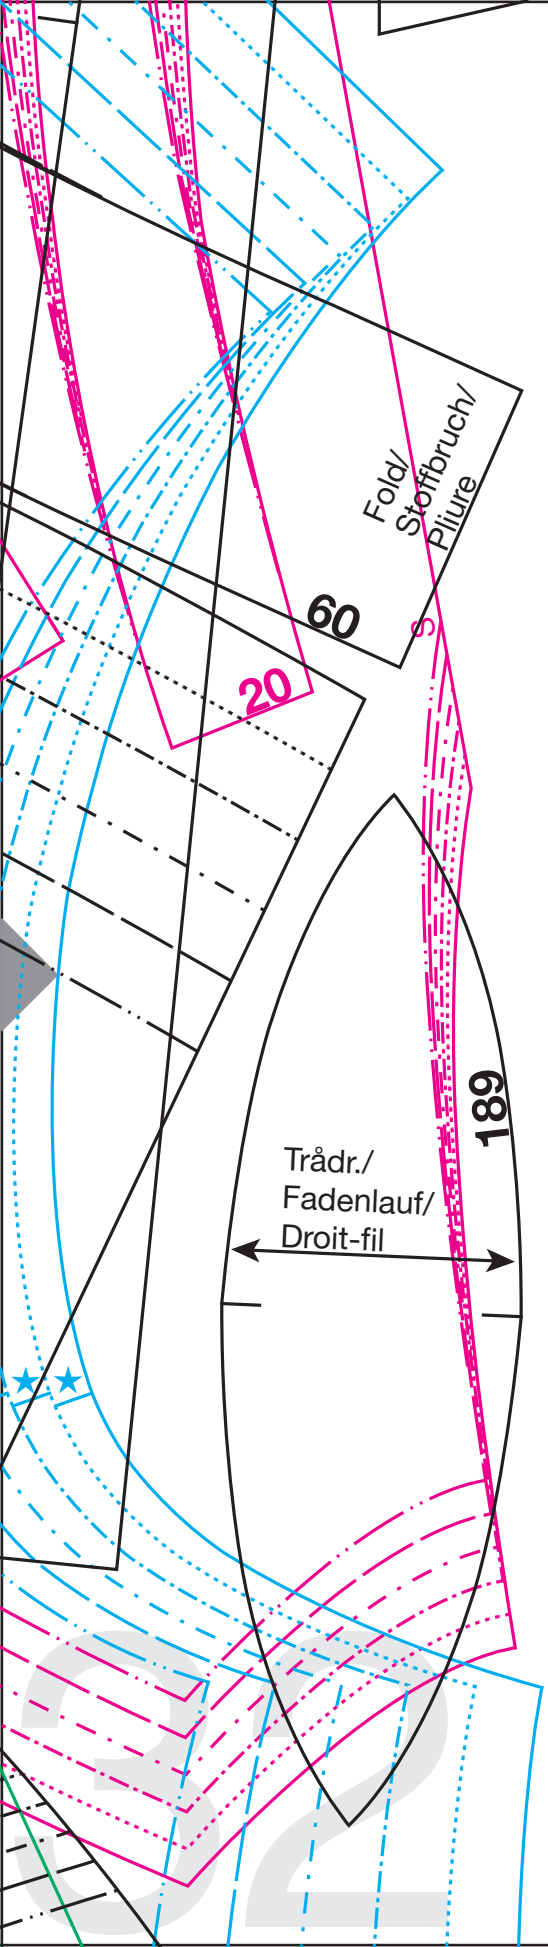 Fold/
Stoffbruch/
Pliure
60
S
20
189
Trådr./
Fadenlauf/
Droit-fil
32